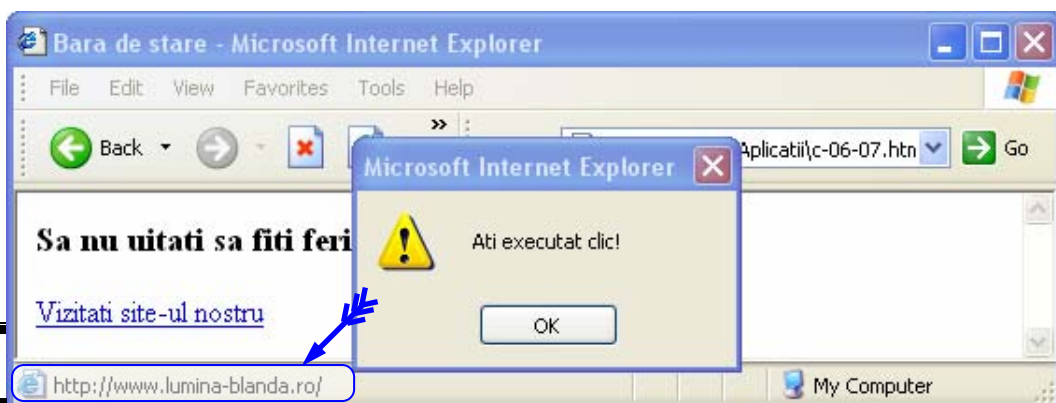 Bara de stare - Microsoft Internet Explorer
File Edit View Favorites Tools Help
Back » Aplicatii\c-06-07.htn Go
Microsoft Internet Explorer
Sa nu uitati sa fiti feri
Ati executat clic!
Vizitati site-ul nostru
OK
http://www.lumina-blanda.ro/ My Computer